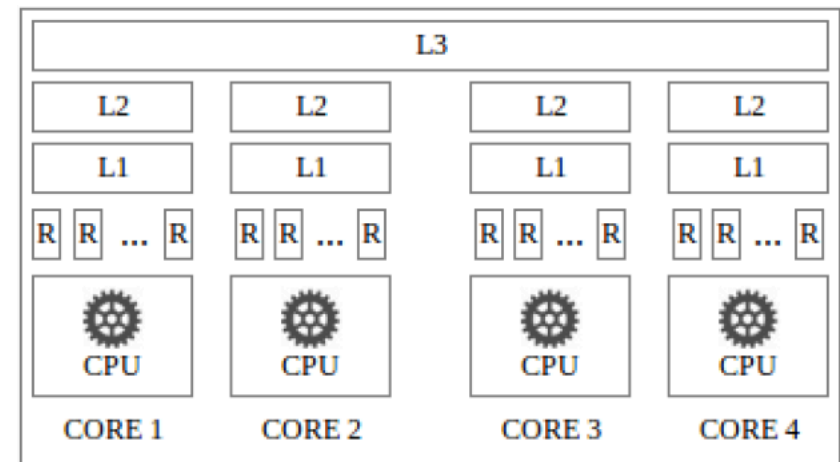 L3
L2 L2 L2 L2
L1 L1 L1 L1
R R ... R R R ... R R R ... R R R ... R
CPU CPU CPU CPU
CORE 1 CORE 2 CORE 3 CORE 4